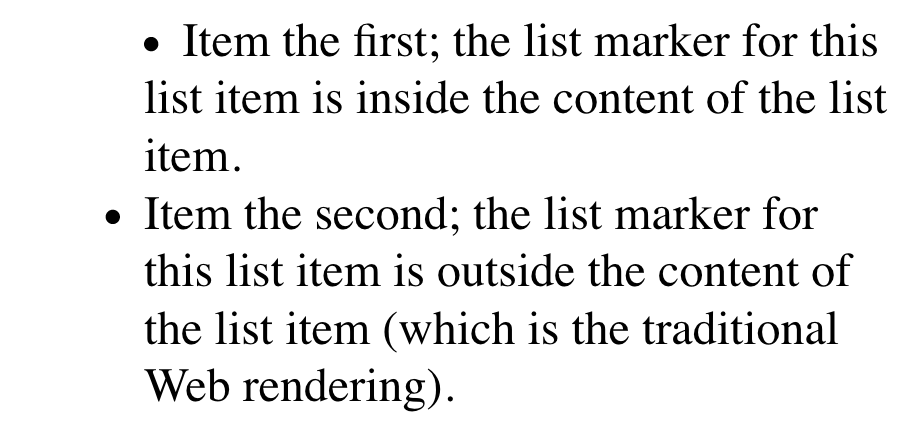 • Item the first; the list marker for this
list item is inside the content of the list
item.
• Item the second; the list marker for
this list item is outside the content of
the list item (which is the traditional
Web rendering).